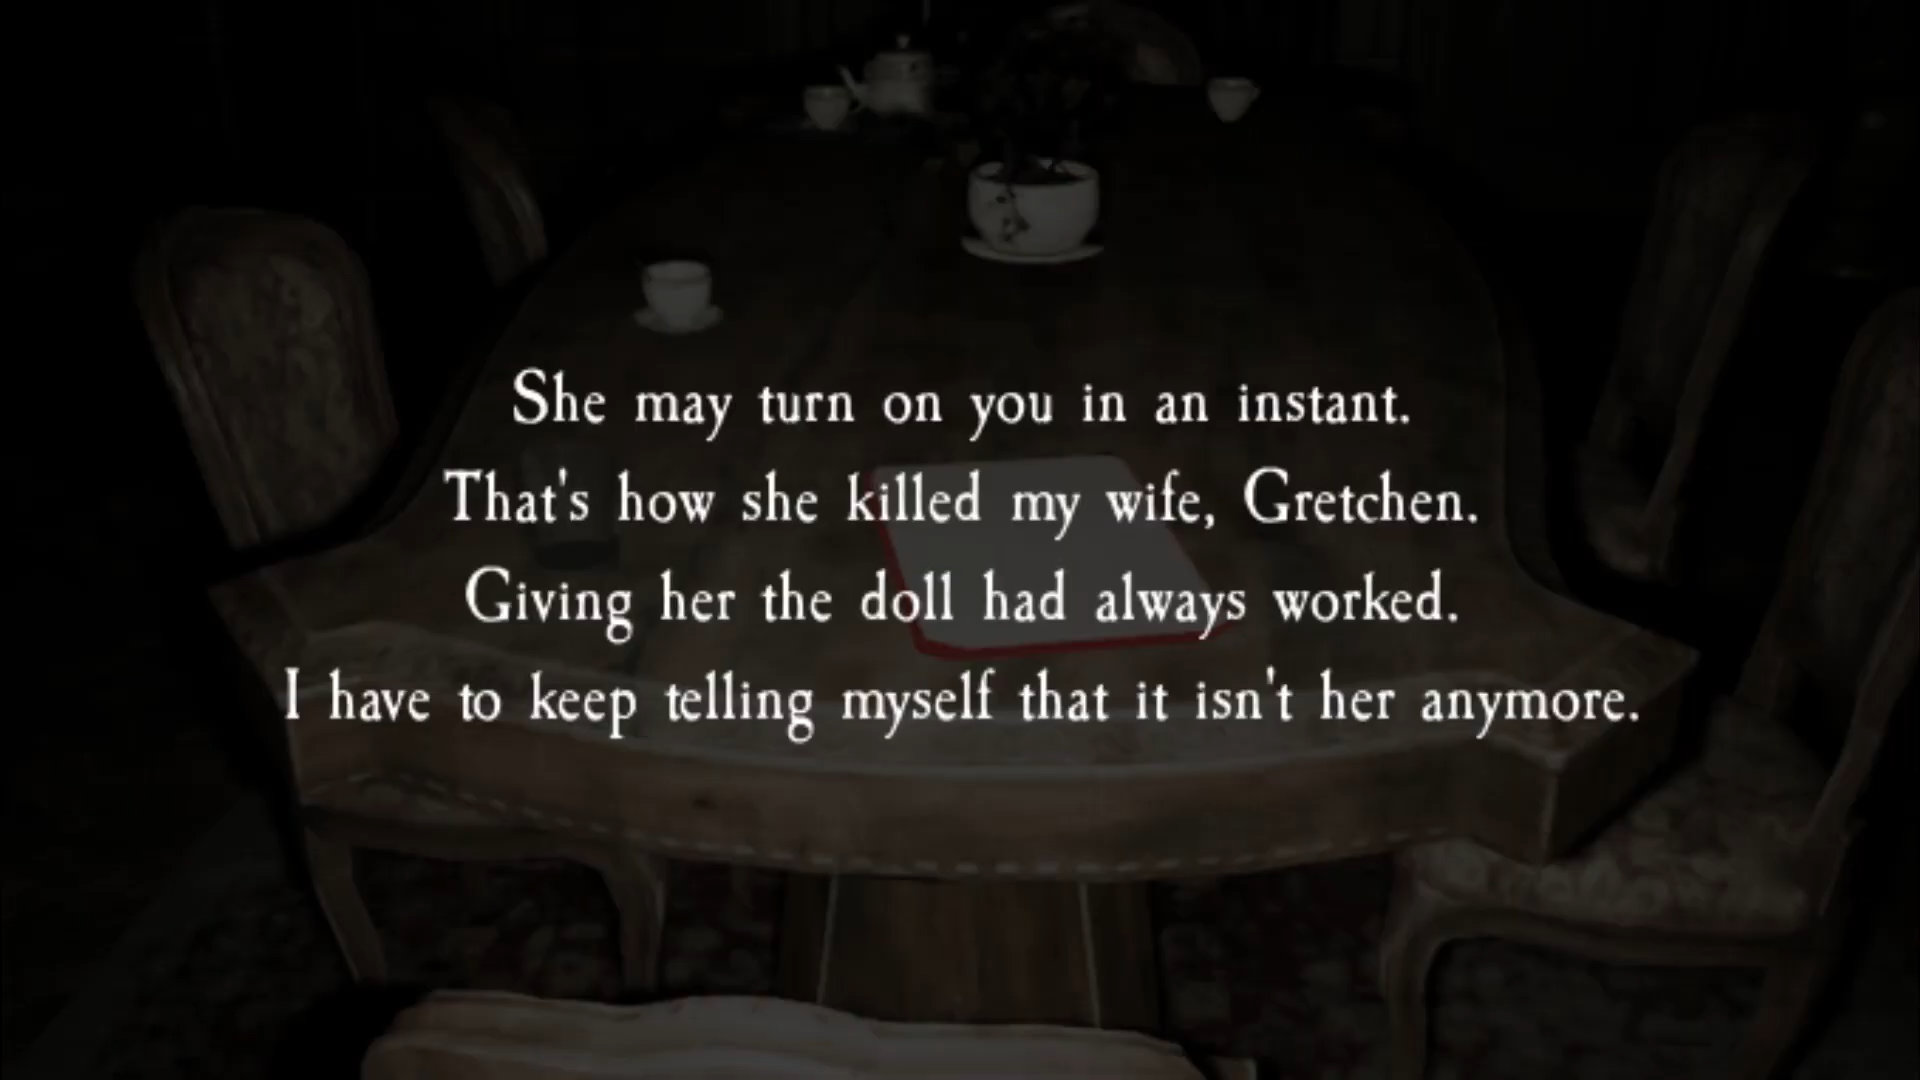 She may turn on you in an instant.
That's how she killed my wife, Gretchen.
Giving her the doll had always worked.
I have to keep telling myself that it isn't her anymore.